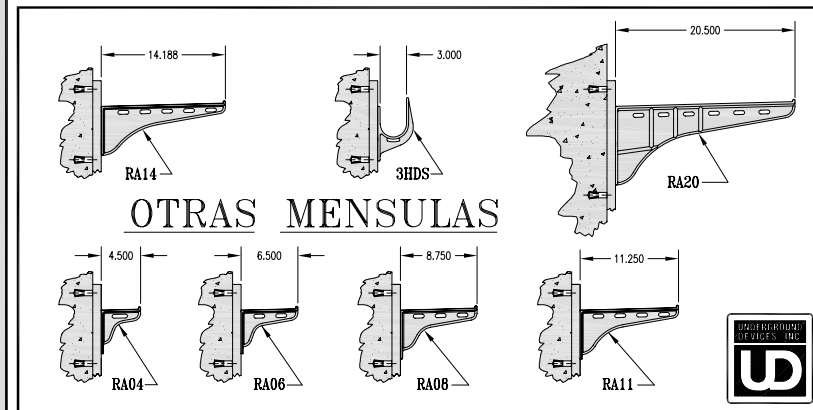 14.188
3.000
20.500
RA14
3HDS
RA20
OTRAS MENSULAS
4.500
6.500
8.750
11.250
RA04
RA06
RA08
RA11
UNDERGROUND
DEVICES INC
UD